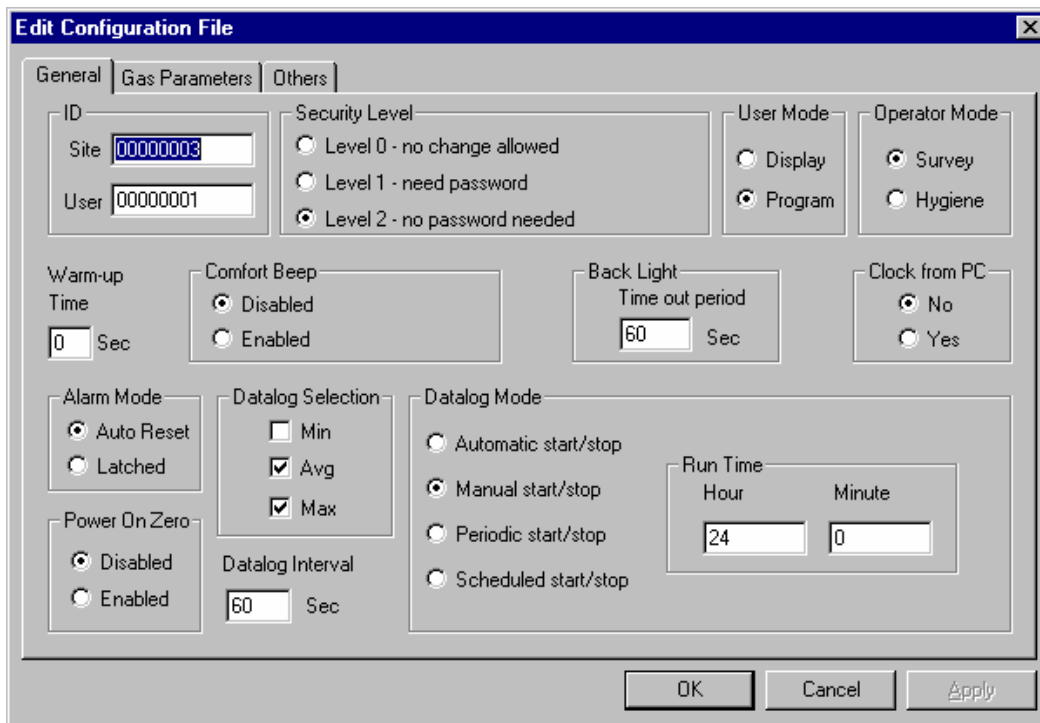 Edit Configuration File
General Gas Parameters Others
ID
Site 00000003
User 00000001
Security Level
Level 0 - no change allowed
Level 1 - need password
Level 2 - no password needed
User Mode
Display
Program
Operator Mode
Survey
Hygiene
Warm-up
Time
0 Sec
Comfort Beep
Disabled
Enabled
Back Light
Time out period
60 Sec
Clock from PC
No
Yes
Alarm Mode
Auto Reset
Latched
Datalog Selection
Min
Avg
Max
Datalog Mode
Automatic start/stop
Manual start/stop
Periodic start/stop
Scheduled start/stop
Run Time
Hour Minute
24 0
Power On Zero
Disabled
Enabled
Datalog Interval
60 Sec
OK Cancel Apply